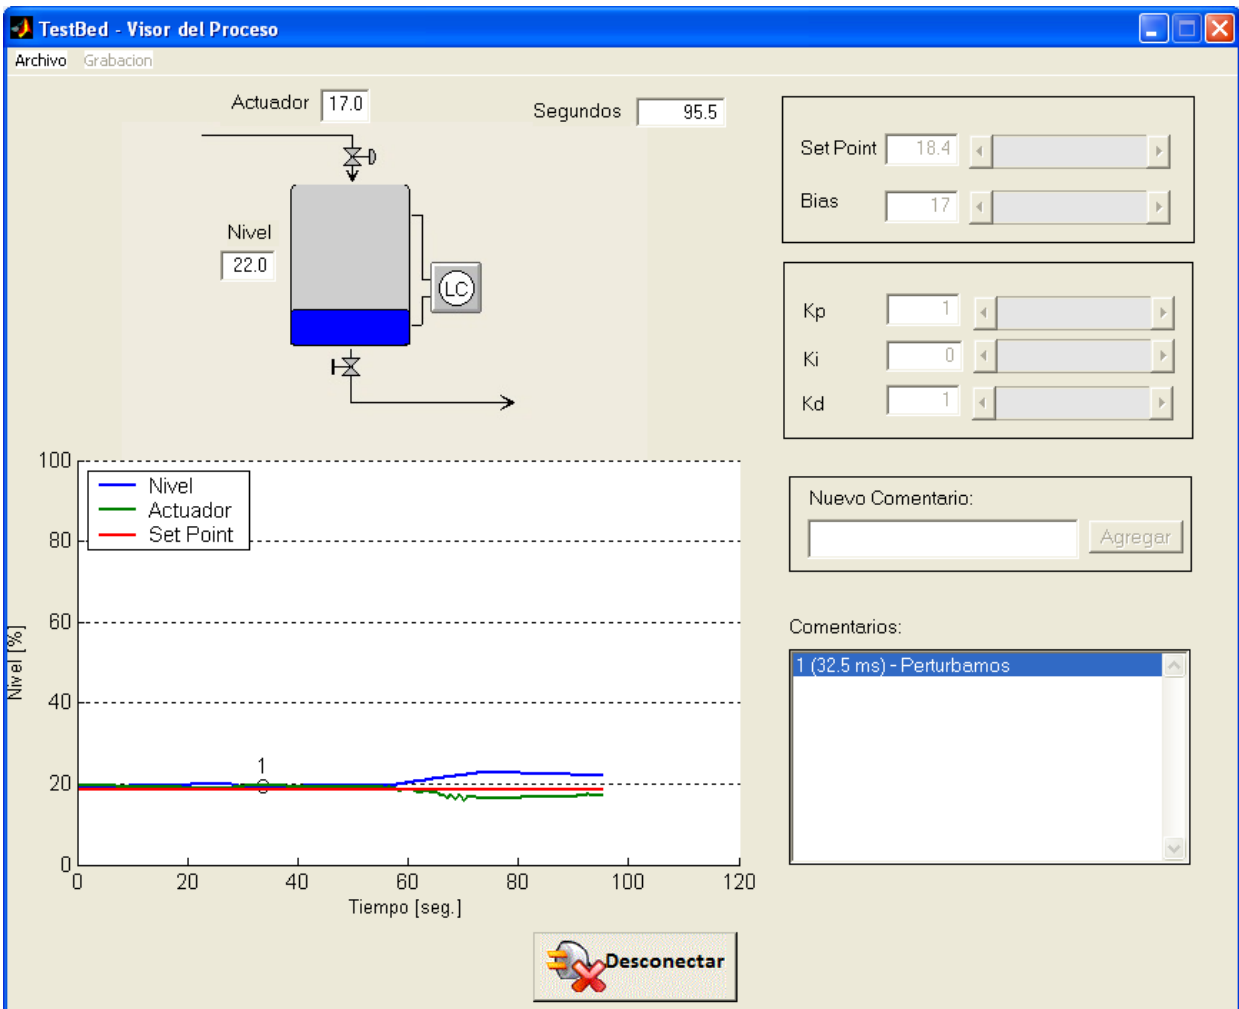 TestBed - Visor del Proceso
Archivo Grabacion
Actuador 17.0
Segundos 95.5
Nivel
22.0
LC
Set Point 18.4
Bias 17
Kp 1
Ki 0
Kd 1
Nuevo Comentario:
Agregar
Comentarios:
1 (32.5 ms) - Perturbamos
Nivel
Actuador
Set Point
100
80
60
40
20
0
Nivel [%]
1
0 20 40 60 80 100 120
Tiempo [seg.]
Desconectar